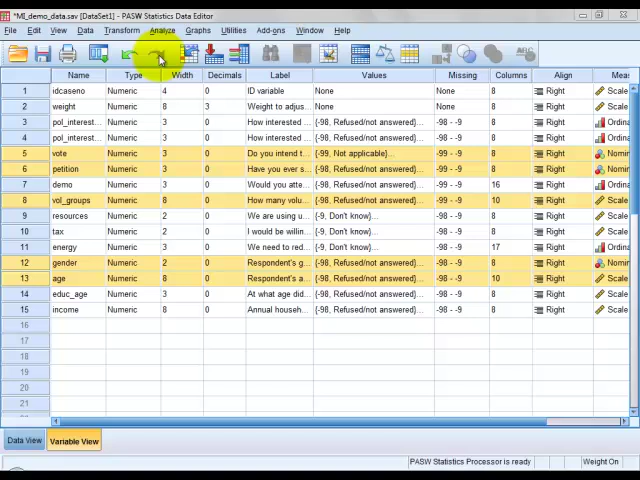 *MI_demo_data.sav [DataSet1] - PASW Statistics Data Editor
File Edit View Data Transform Analyze Graphs Utilities Add-ons Window Help
Name Type Width Decimals Label Values Missing Columns Align Meas
1 idcaseno Numeric 4 0 ID variable None None 8 Right Scale
2 weight Numeric 8 3 Weight to adjus... None None 8 Right Scale
3 pol_interest... Numeric 3 0 How interested ... {-98, Refused/not answered}... -98 - -9 8 Right Ordina
4 pol_interest... Numeric 3 0 How interested ... {-98, Refused/not answered}... -98 - -9 8 Right Ordina
5 vote Numeric 3 0 Do you intend t... {-99, Not applicable}... -99 - -9 8 Right Nomin
6 petition Numeric 3 0 Have you ever s... {-98, Refused/not answered}... -99 - -9 8 Right Nomin
7 demo Numeric 3 0 Would you atte... {-98, Refused/not answered}... -98 - -9 16 Right Ordina
8 vol_groups Numeric 8 0 How many volu... {-98, Refused/not answered}... -98 - -9 10 Right Scale
9 resources Numeric 2 0 We are using u... {-9, Don't know}... -98 - -9 8 Right Scale
10 tax Numeric 2 0 I would be willing... {-9, Don't know}... -98 - -9 8 Right Scale
11 energy Numeric 3 0 We need to red... {-9, Don't know}... -98 - -9 17 Right Ordina
12 gender Numeric 2 0 Respondent's g... {-98, Refused/not answered}... -98 - -9 8 Right Nomin
13 age Numeric 8 0 Respondent's a... {-98, Refused/not answered}... -98 - -9 10 Right Scale
14 educ_age Numeric 3 0 At what age did... {-98, Refused/not answered}... -98 - -9 8 Right Scale
15 income Numeric 8 0 Annual househ... {-98, Refused/not answered}... -98 - -9 8 Right Scale
16
17
18
19
20
21
Data View Variable View
PASW Statistics Processor is ready Weight On